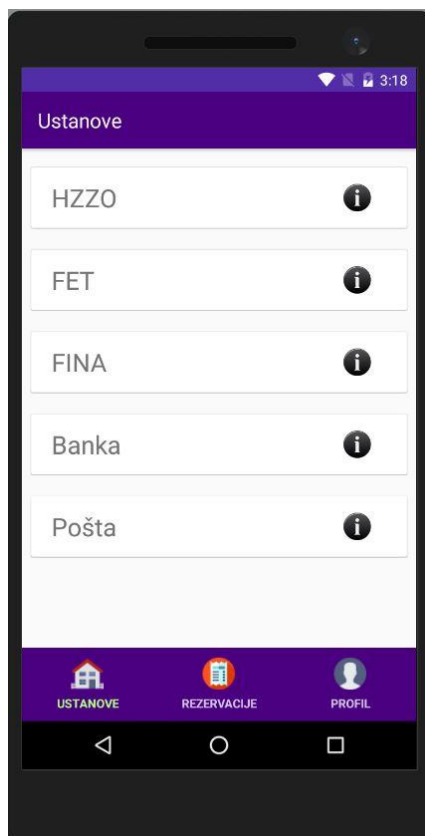 3:18
Ustanove
HZZO
FET
FINA
Banka
Pošta
USTANOVE REZERVACIJE PROFIL